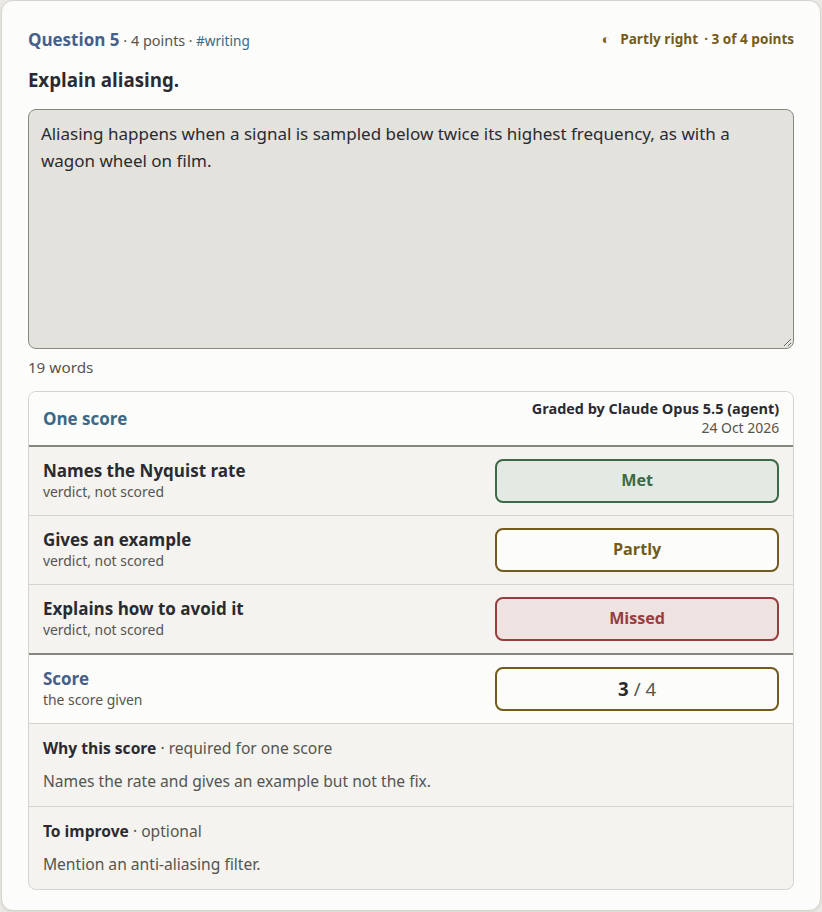 Question 5 · 4 points · #writing
Partly right · 3 of 4 points
Explain aliasing.
Aliasing happens when a signal is sampled below twice its highest frequency, as with a
wagon wheel on film.
19 words
One score
Graded by Claude Opus 5.5 (agent)
24 Oct 2026
Names the Nyquist rate
verdict, not scored
Met
Gives an example
verdict, not scored
Partly
Explains how to avoid it
verdict, not scored
Missed
Score
the score given
3 / 4
Why this score · required for one score
Names the rate and gives an example but not the fix.
To improve · optional
Mention an anti-aliasing filter.